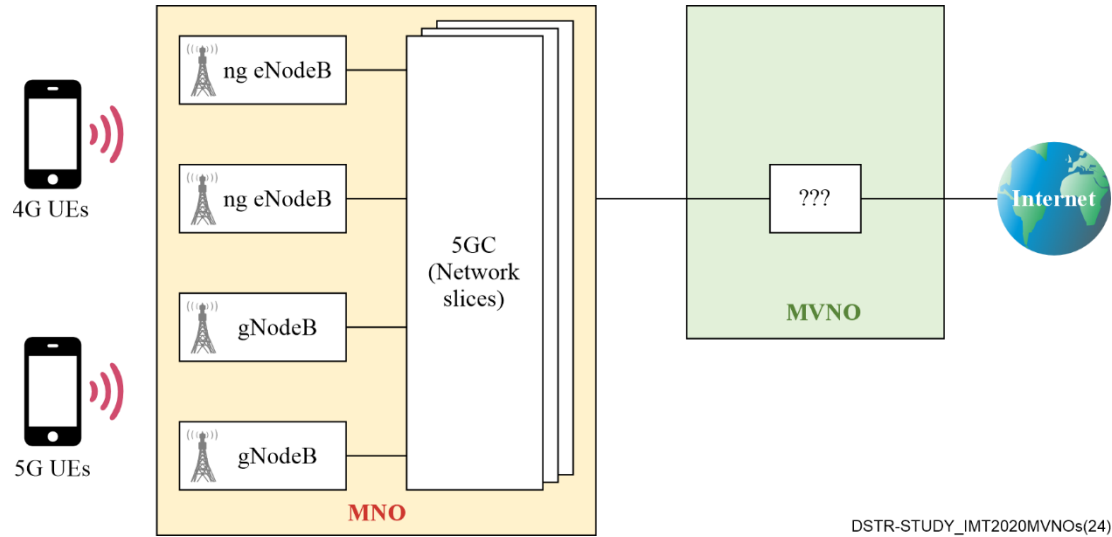 ng eNodeB
ng eNodeB
gNodeB
gNodeB
5GC
(Network
slices)
MNO
4G UEs
5G UEs
???
MVNO
Internet
DSTR-STUDY_IMT2020MVNOs(24)